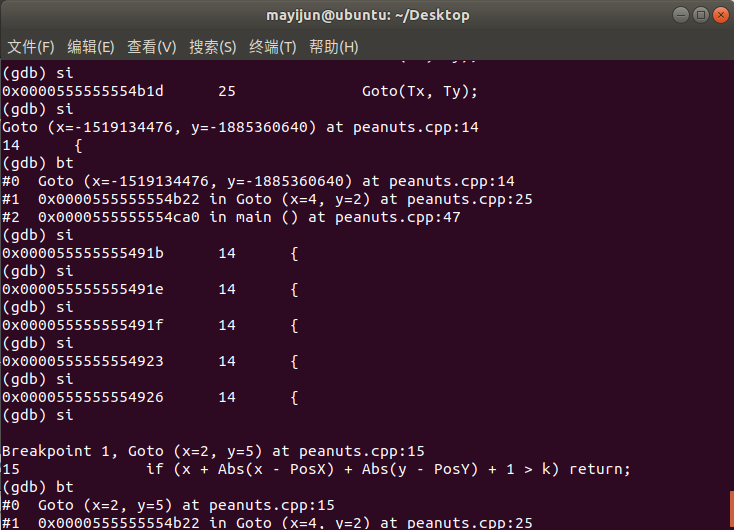 mayijun@ubuntu: ~/Desktop
文件(F) 编辑(E) 查看(V) 搜索(S) 终端(T) 帮助(H)
(gdb) si
0x0000555555554b1d 25 Goto(Tx, Ty);
(gdb) si
Goto (x=-1519134476, y=-1885360640) at peanuts.cpp:14
14 {
(gdb) bt
#0 Goto (x=-1519134476, y=-1885360640) at peanuts.cpp:14
#1 0x0000555555554b22 in Goto (x=4, y=2) at peanuts.cpp:25
#2 0x0000555555554ca0 in main () at peanuts.cpp:47
(gdb) si
0x000055555555491b 14 {
(gdb) si
0x000055555555491e 14 {
(gdb) si
0x000055555555491f 14 {
(gdb) si
0x0000555555554923 14 {
(gdb) si
0x0000555555554926 14 {
(gdb) si
Breakpoint 1, Goto (x=2, y=5) at peanuts.cpp:15
15 if (x + Abs(x - PosX) + Abs(y - PosY) + 1 > k) return;
(gdb) bt
#0 Goto (x=2, y=5) at peanuts.cpp:15
#1 0x0000555555554b22 in Goto (x=4, y=2) at peanuts.cpp:25